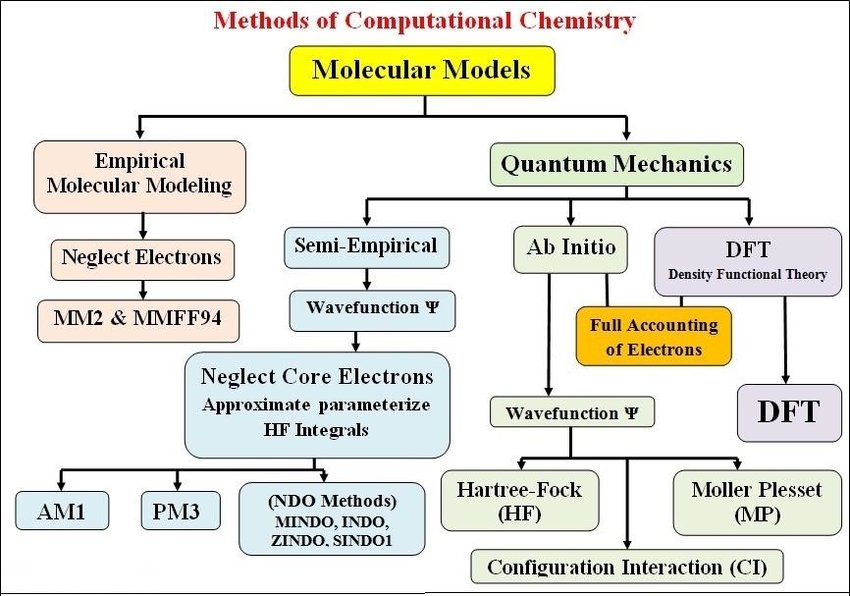 Methods of Computational Chemistry
Molecular Models
Empirical
Molecular Modeling
Quantum Mechanics
Neglect Electrons
MM2 & MMFF94
Semi-Empirical
Ab Initio
DFT
Density Functional Theory
Wavefunction Ψ
Full Accounting
of Electrons
Neglect Core Electrons
Approximate parameterize
HF Integrals
Wavefunction Ψ
DFT
AM1
PM3
(NDO Methods)
MINDO, INDO,
ZINDO, SINDO1
Hartree-Fock
(HF)
Moller Plesset
(MP)
Configuration Interaction (CI)